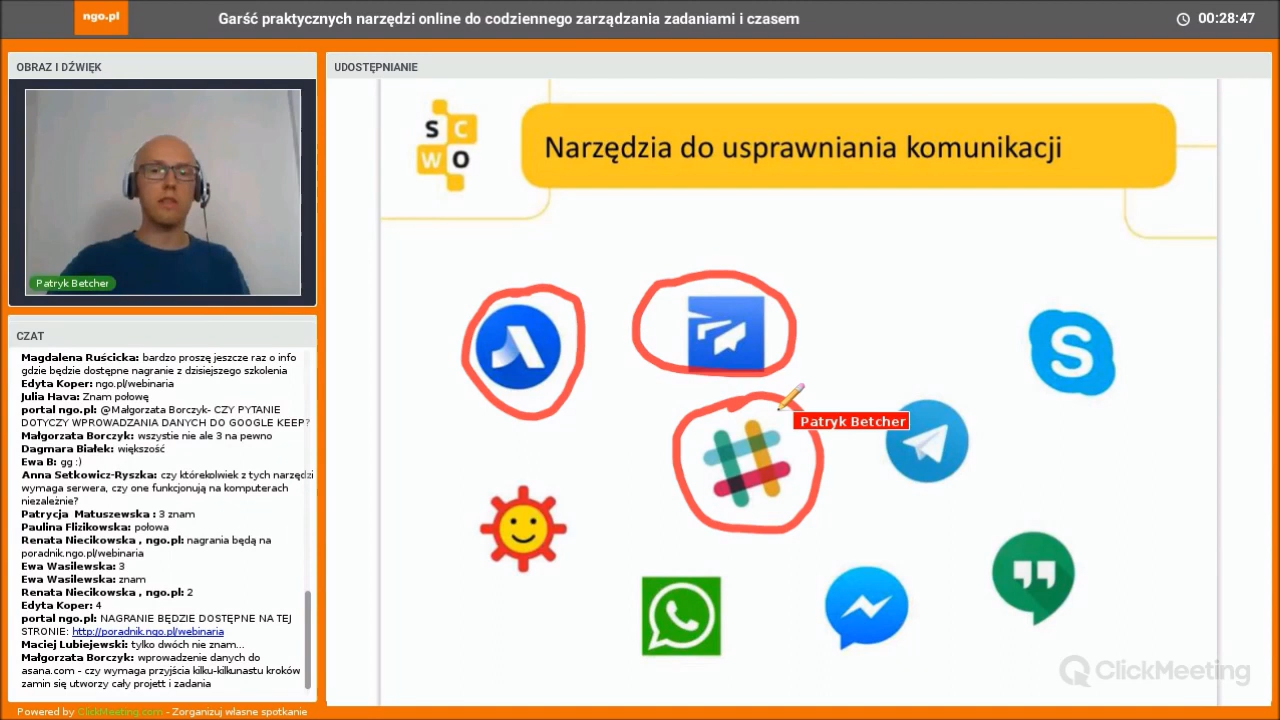 ngo.pl
Garść praktycznych narzędzi online do codziennego zarządzania zadaniami i czasem
00:28:47
OBRAZ I DŹWIĘK
Patryk Betcher
CZAT
Magdalena Ruścicka: bardzo proszę jeszcze raz o info
gdzie będzie dostępne nagranie z dzisiejszego szkolenia
Edyta Koper: ngo.pl/webinaria
Julia Hava: Znam połowę
portal ngo.pl: @Małgorzata Borczyk- CZY PYTANIE
DOTYCZY WPROWADZANIA DANYCH DO GOOGLE KEEP?
Małgorzata Borczyk: wszystie nie ale 3 na pewno
Dagmara Białek: większość
Ewa B: gg :)
Anna Setkowicz-Ryszka: czy którekolwiek z tych narzędzi
wymaga serwera, czy one funkcjonują na komputerach
niezależnie?
Patrycja Matuszewska : 3 znam
Paulina Flizikowska: połowa
Renata Niecikowska , ngo.pl: nagrania będą na
poradnik.ngo.pl/webinaria
Ewa Wasilewska: 3
Ewa Wasilewska: znam
Renata Niecikowska , ngo.pl: 2
Edyta Koper: 4
portal ngo.pl: NAGRANIE BĘDZIE DOSTĘPNE NA TEJ
STRONIE: http://poradnik.ngo.pl/webinaria
Maciej Lubiejewski: tylko dwóch nie znam...
Małgorzata Borczyk: wprowadzenie danych do
asana.com - czy wymaga przyjścia kilku-kilkunastu kroków
zamin się utworzy cały projett i zadania
Powered by ClickMeeting.com - Zorganizuj własne spotkanie
UDOSTĘPNIANIE
S C
W O
Narzędzia do usprawniania komunikacji
S
Patryk Betcher
ClickMeeting